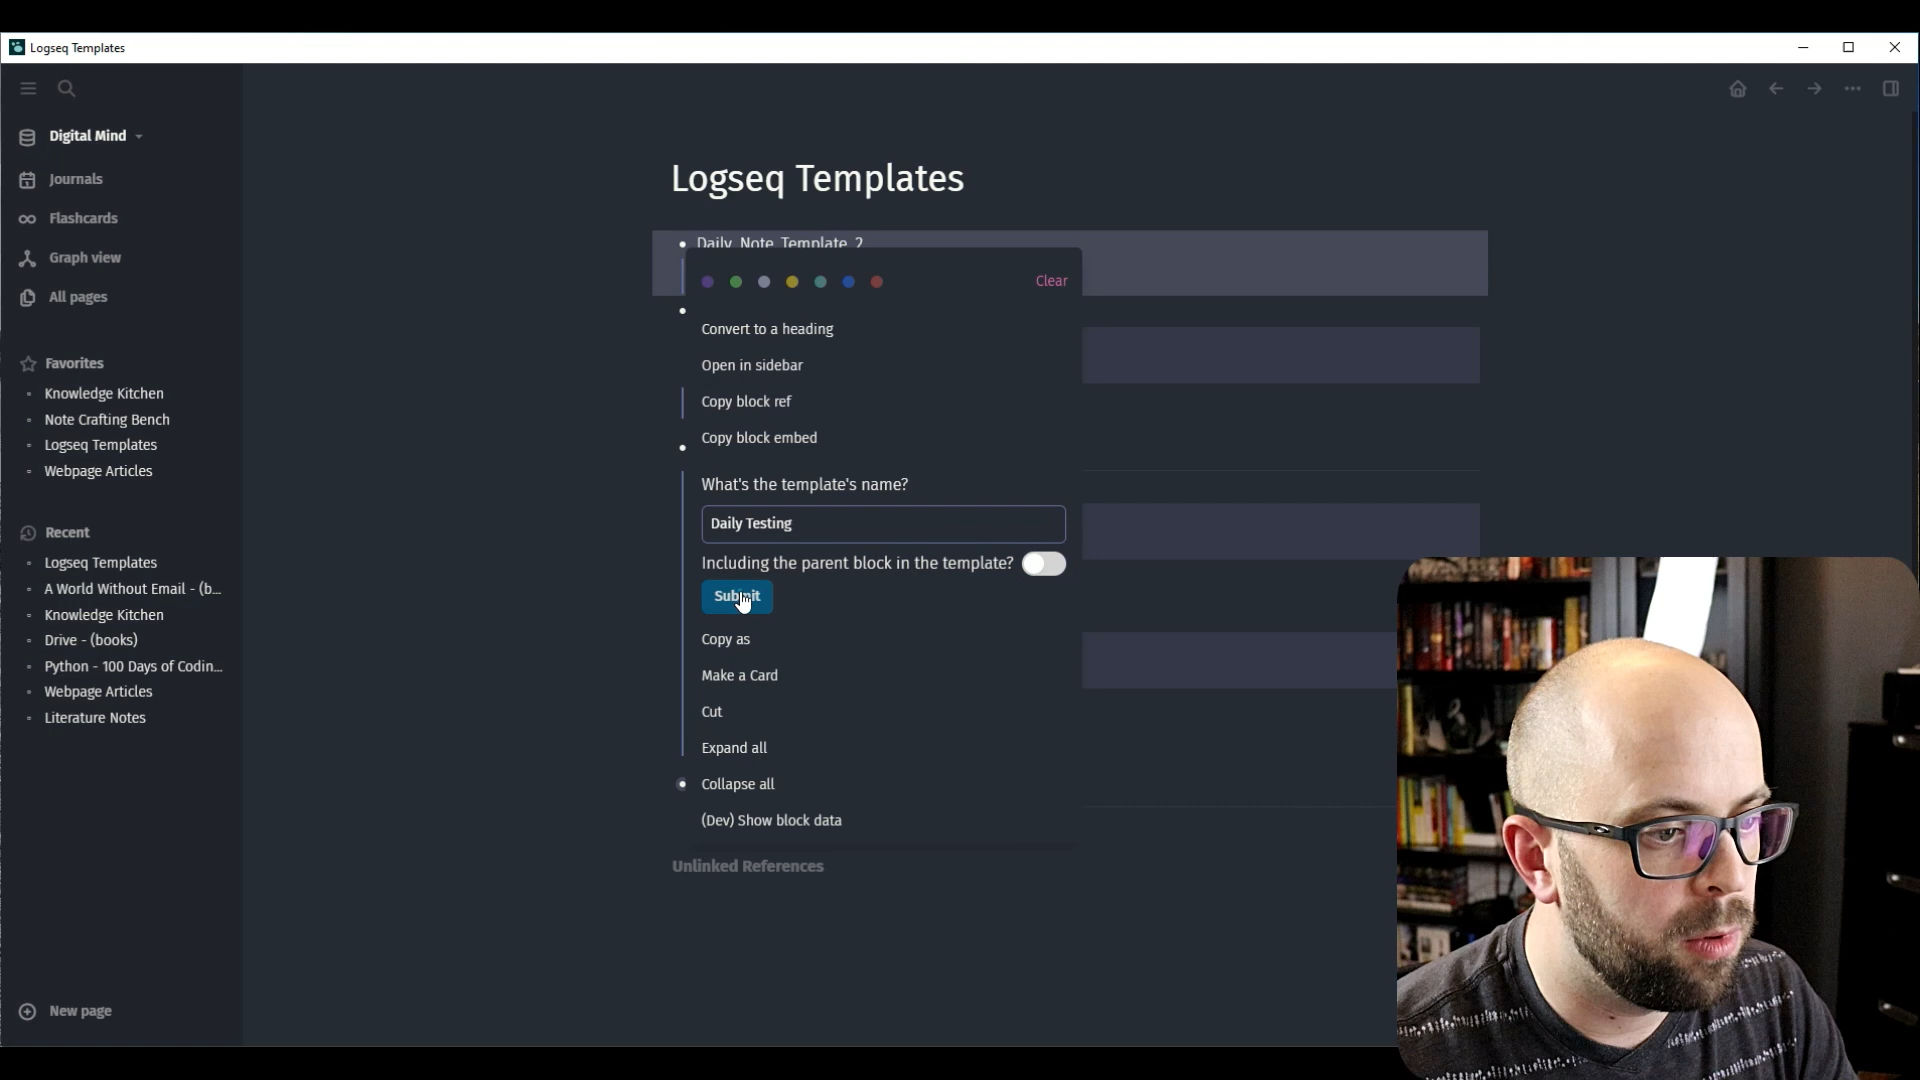 Logseq Templates
Digital Mind
Journals
Flashcards
Graph view
All pages
Favorites
Knowledge Kitchen
Note Crafting Bench
Logseq Templates
Webpage Articles
Recent
Logseq Templates
A World Without Email - (b...
Knowledge Kitchen
Drive - (books)
Python - 100 Days of Codin...
Webpage Articles
Literature Notes
New page
Logseq Templates
Daily Note Template 2
Clear
Convert to a heading
Open in sidebar
Copy block ref
Copy block embed
What's the template's name?
Daily Testing
Including the parent block in the template?
Submit
Copy as
Make a Card
Cut
Expand all
Collapse all
(Dev) Show block data
Unlinked References